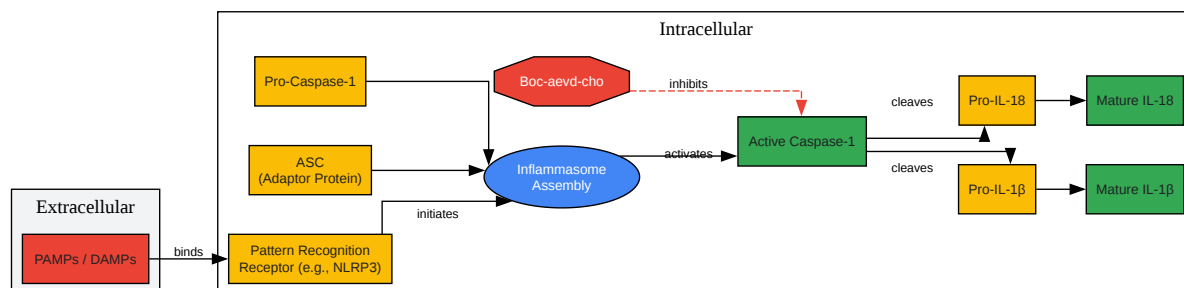 Intracellular
Pro-Caspase-1
Boc-aevd-cho
inhibits
cleaves
Pro-IL-18
Mature IL-18
Active Caspase-1
ASC
(Adaptor Protein)
Inflammasome
Assembly
activates
cleaves
Pro-IL-1β
Mature IL-1β
Extracellular
initiates
PAMPs / DAMPs
binds
Pattern Recognition
Receptor (e.g., NLRP3)